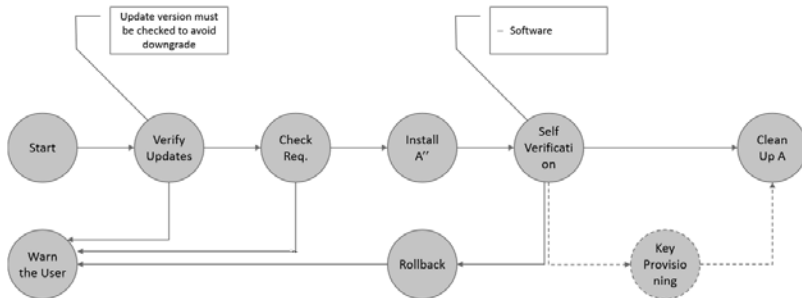 Update version must
be checked to avoid
downgrade
– Software
Start
Verify
Updates
Check
Req.
Install
A''
Self
Verificati
on
Clean
Up A
Warn
the User
Rollback
Key
Provisio
ning